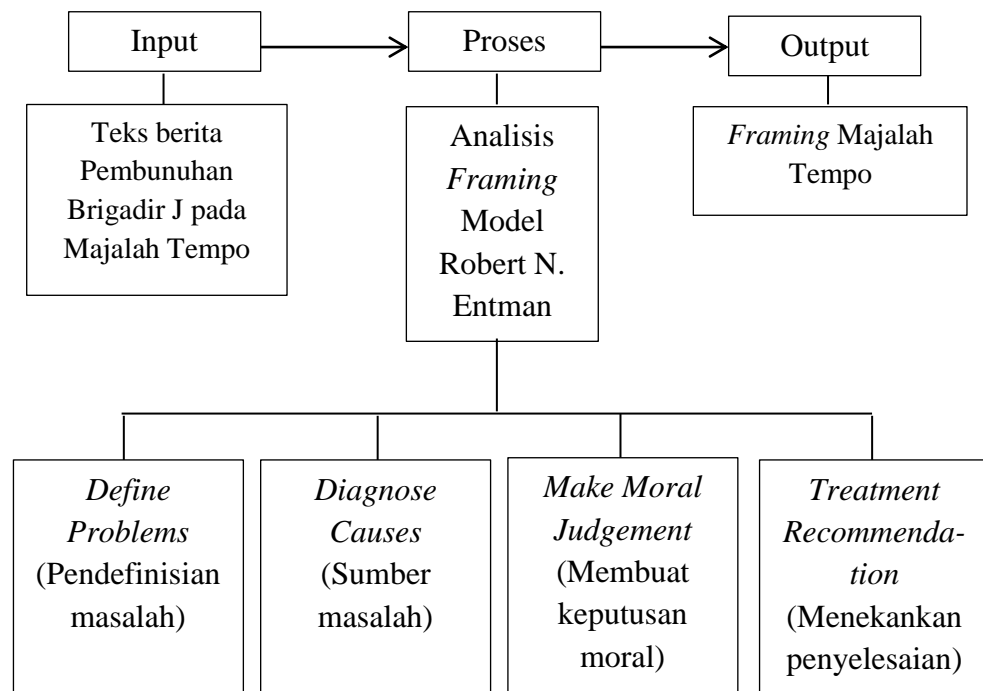 Input
Proses
Output
Teks berita
Pembunuhan
Brigadir J pada
Majalah Tempo
Analisis
Framing
Model
Robert N.
Entman
Framing Majalah
Tempo
Define
Problems
(Pendefinisian
masalah)
Diagnose
Causes
(Sumber
masalah)
Make Moral
Judgement
(Membuat
keputusan
moral)
Treatment
Recommenda-
tion
(Menekankan
penyelesaian)